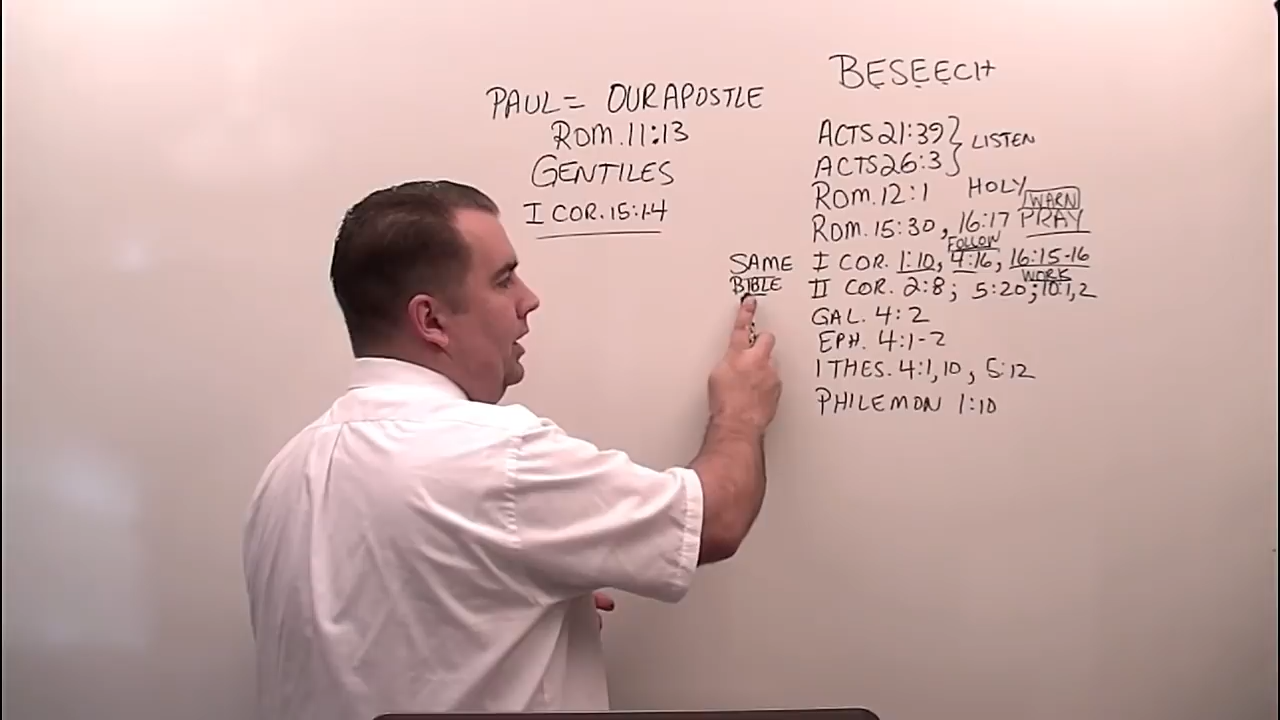 PAUL = OUR APOSTLE
ROM. 11:13
GENTILES
I COR. 15:1-4
BESEECH
ACTS 21:39 } LISTEN
ACTS 26:3
ROM. 12:1 HOLY
WARN
ROM. 15:30, 16:17 PRAY
FOLLOW
SAME I COR. 1:10, 4:16, 16:15-16
WORK
BIBLE II COR. 2:8; 5:20; 10:1,2
GAL. 4:2
EPH. 4:1-2
1 THES. 4:1,10, 5:12
PHILEMON 1:10